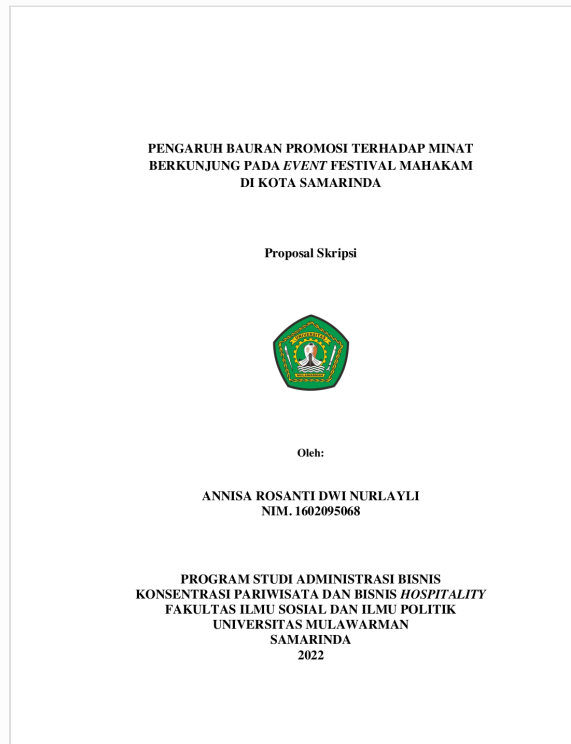 PENGARUH BAURAN PROMOSI TERHADAP MINAT
BERKUNJUNG PADA EVENT FESTIVAL MAHAKAM
DI KOTA SAMARINDA
Proposal Skripsi
UNIVERSITAS
Oleh:
ANNISA ROSANTI DWI NURLAYLI
NIM. 1602095068
PROGRAM STUDI ADMINISTRASI BISNIS
KONSENTRASI PARIWISATA DAN BISNIS HOSPITALITY
FAKULTAS ILMU SOSIAL DAN ILMU POLITIK
UNIVERSITAS MULAWARMAN
SAMARINDA
2022